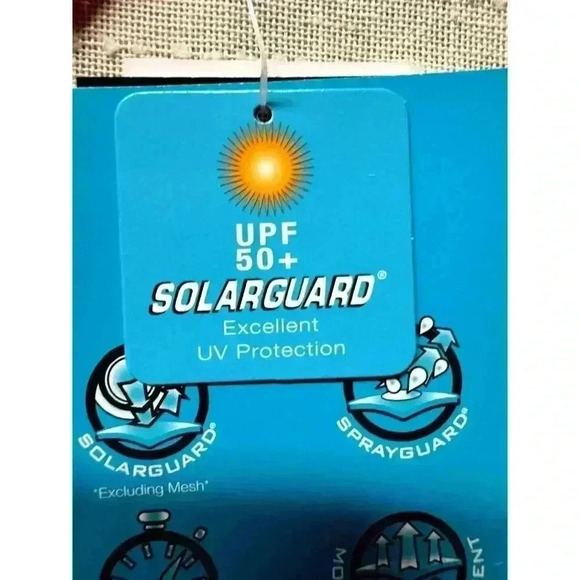 UPF
50+
SOLARGUARD®
Excellent
UV Protection
SOLARGUARD®
*Excluding Mesh*
SPRAYGUARD®